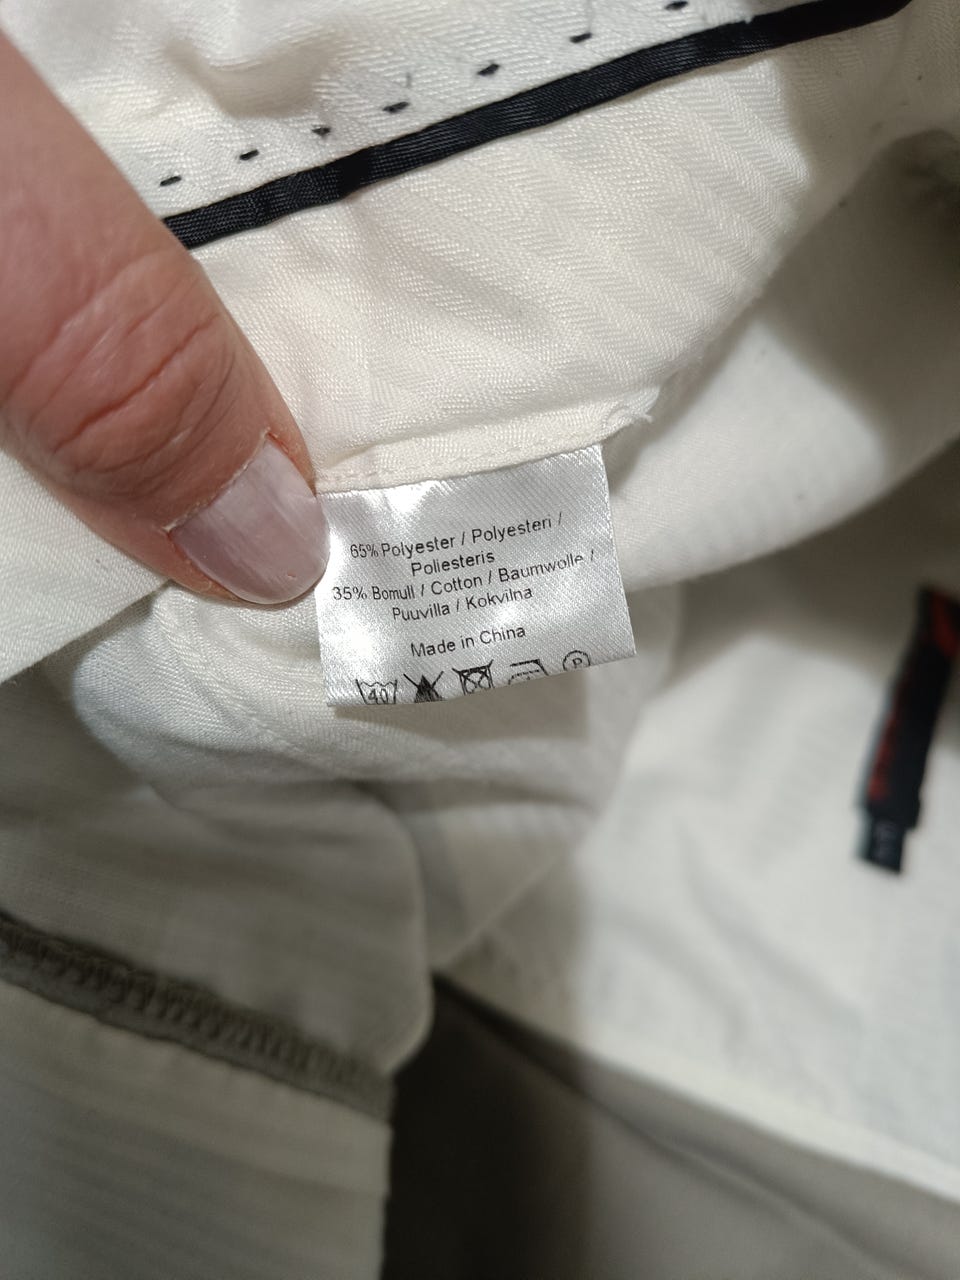 65% Polyester / Polyesteri /
Poliesteris
35% Bomull / Cotton / Baumwolle /
Puuvilla / Kokvilna
Made in China
40 P